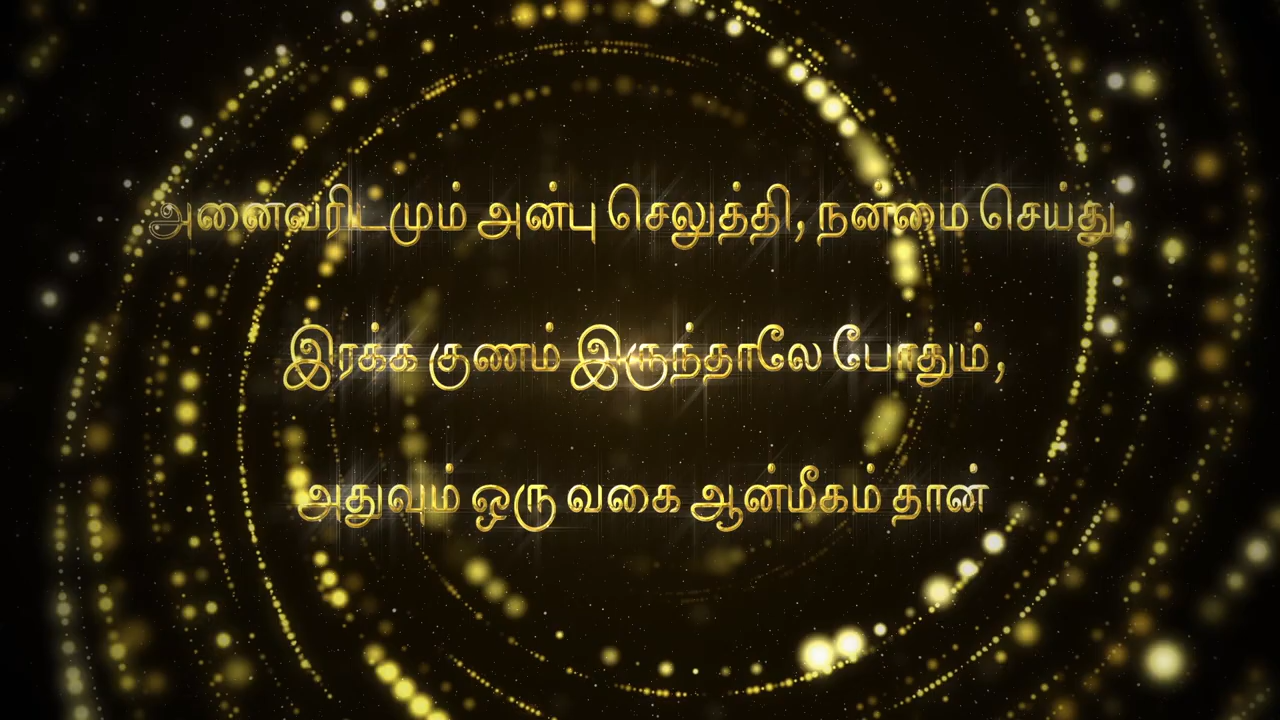 அனைவரிடமும் அன்பு செலுத்தி, நன்மை செய்து,
இரக்க குணம் இருந்தாலே போதும்,
அதுவும் ஒரு வகை ஆன்மீகம் தான்